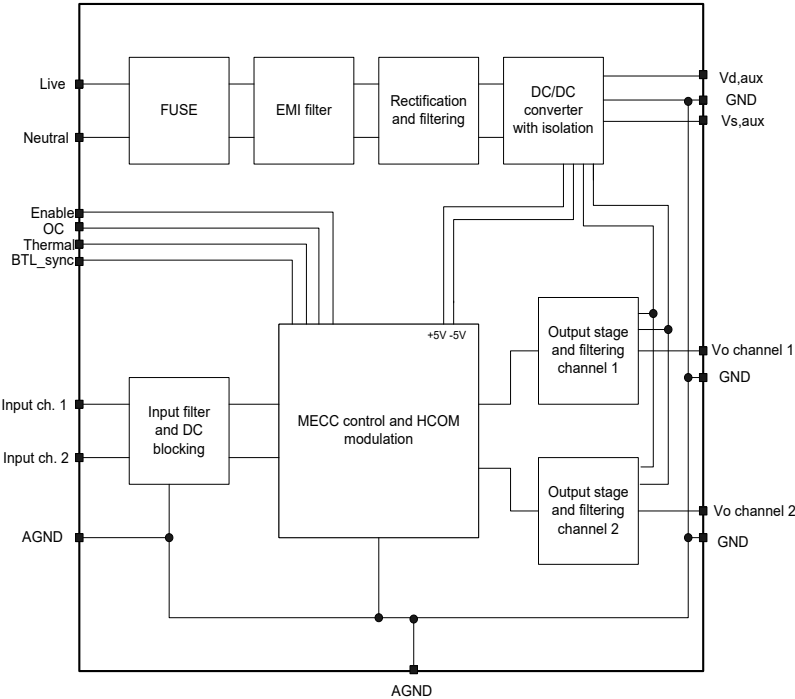 Live
Neutral
FUSE
EMI filter
Rectification
and filtering
DC/DC
converter
with isolation
Vd,aux
GND
Vs,aux
Enable
OC
Thermal
BTL_sync
+5V -5V
Output stage
and filtering
channel 1
Vo channel 1
GND
Input ch. 1
Input ch. 2
Input filter
and DC
blocking
MECC control and HCOM
modulation
Output stage
and filtering
channel 2
Vo channel 2
GND
AGND
AGND